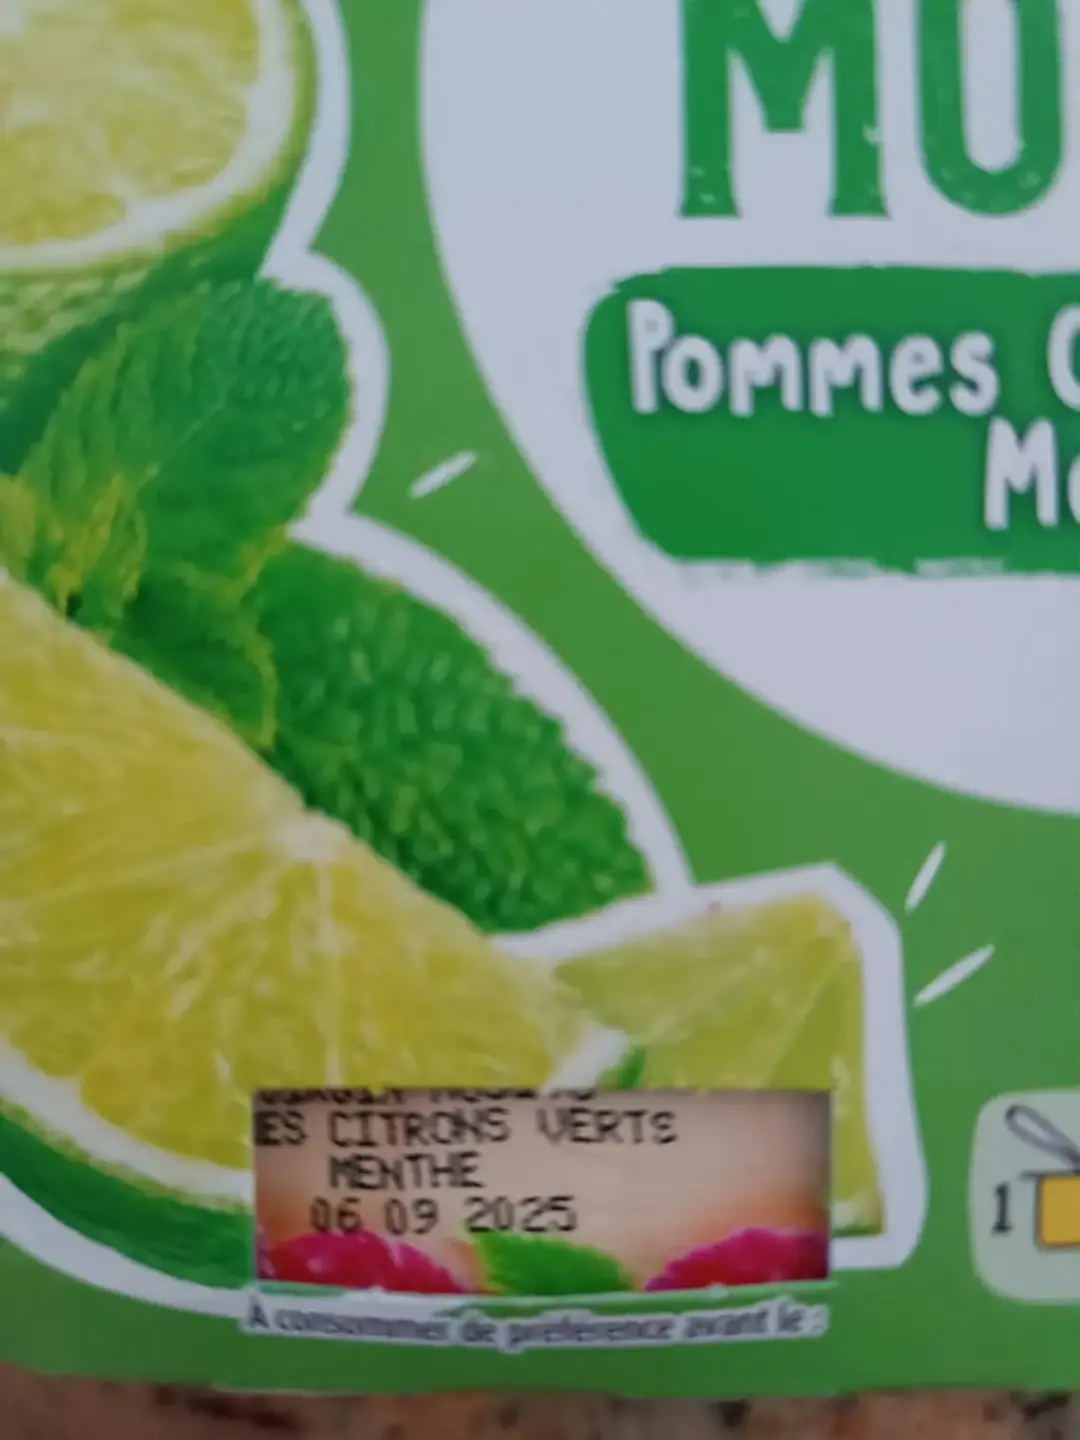 MO
Pommes C
Me
ES CITRONS VERTS
MENTHE
06 09 2025
À consommer de préférence avant le :
1